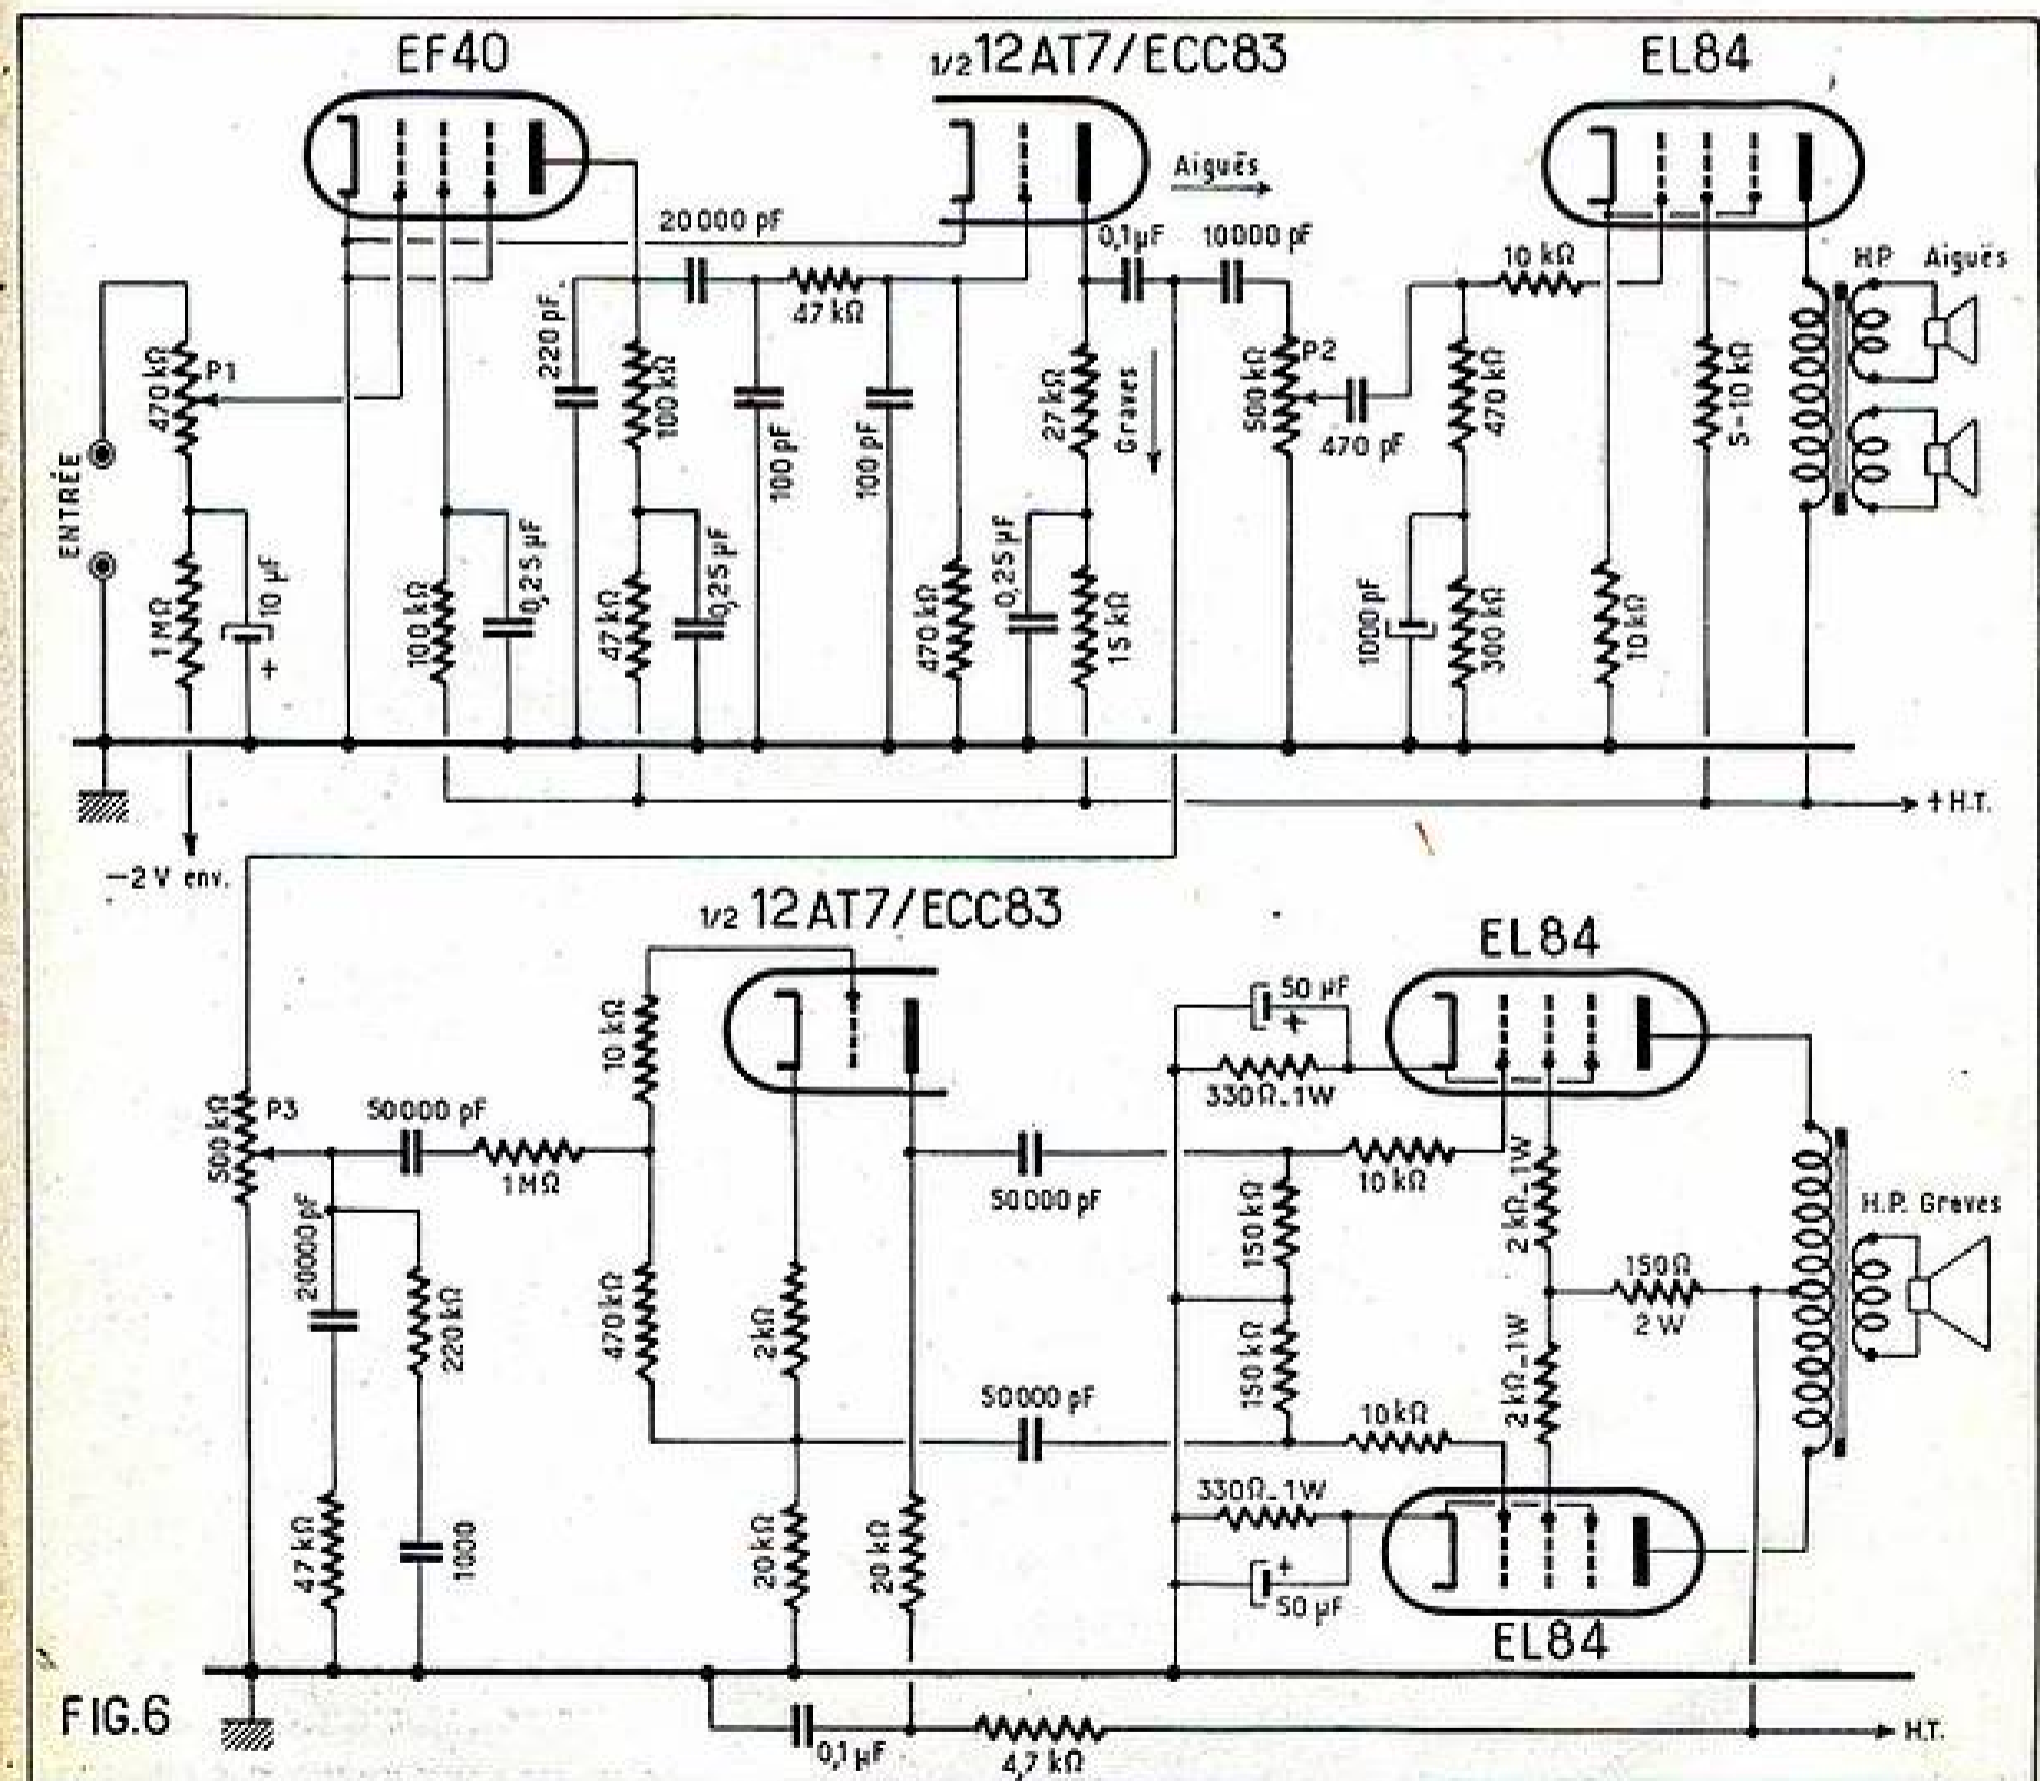 EF40
1/2 12AT7/ECC83
EL84
20000 pF
Aiguës
0,1µF
10000 pF
10 kΩ
H.P. Aiguës
220 pF.
47 kΩ
470 kΩ
P1
100 kΩ
100 pF
100 pF
27 kΩ
Graves
500 kΩ
P2
470 pF
470 kΩ
5-10 kΩ
ENTRÉE
1 MΩ
10 µF
+
100 kΩ
0,25 µF
47 kΩ
0,25 µF
470 kΩ
0,25 µF
15 kΩ
1000 pF
300 kΩ
10 kΩ
+ H.T.
-2 V env.
1/2 12AT7/ECC83
EL84
50 µF
+
10 kΩ
330Ω_1W
500 kΩ
P3
50000 pF
1MΩ
50000 pF
10 kΩ
2 kΩ_1W
H.P. Graves
20000 pF
220 kΩ
470 kΩ
2 kΩ
150 kΩ
150Ω
2 W
150 kΩ
2 kΩ_1W
50000 pF
10 kΩ
330Ω_1W
47 kΩ
1000
20 kΩ
20 kΩ
+
50 µF
EL84
FIG.6
0,1 µF
4,7 kΩ
H.T.